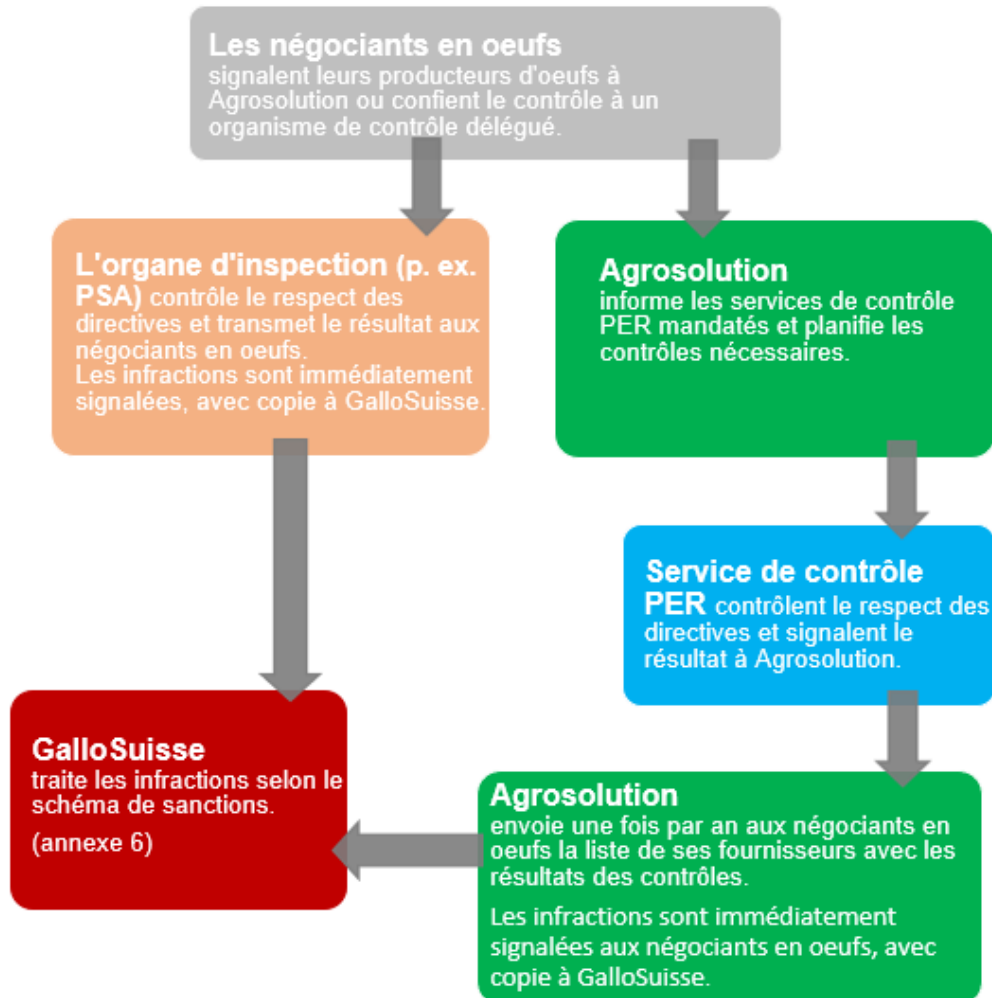 Les négociants en oeufs
signalent leurs producteurs d'oeufs à
Agrosolution ou confient le contrôle à un
organisme de contrôle délégué.
L'organe d'inspection (p. ex.
PSA) contrôle le respect des
directives et transmet le résultat aux
négociants en oeufs.
Les infractions sont immédiatement
signalées, avec copie à GalloSuisse.
Agrosolution
informe les services de contrôle
PER mandatés et planifie les
contrôles nécessaires.
Service de contrôle
PER contrôlent le respect des
directives et signalent le
résultat à Agrosolution.
GalloSuisse
traite les infractions selon le
schéma de sanctions.
(annexe 6)
Agrosolution
envoie une fois par an aux négociants en
oeufs la liste de ses fournisseurs avec les
résultats des contrôles.
Les infractions sont immédiatement
signalées aux négociants en oeufs, avec
copie à GalloSuisse.